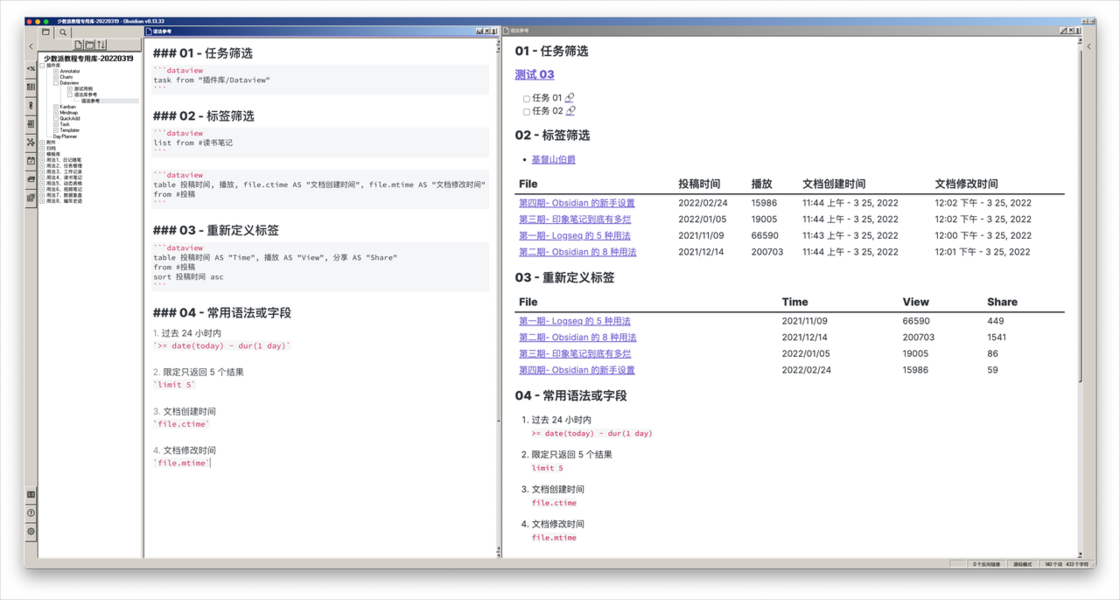 少数派教程专用库-20220319 - Obsidian v0.13.33
少数派教程专用库-20220319
插件库
Annotator
Charts
Dataview
测试用例
语法库参考
语法参考
Kanban
Mindmap
QuickAdd
Task
Templater
Day Planner
附件
归档
模板库
用法1、日记随笔
用法2、任务管理
用法3、工作记录
用法4、读书笔记
用法5、动态表格
用法6、视频笔记
用法7、数据复盘
用法8、编写史迹
语法参考
### 01 - 任务筛选
```dataview
task from "插件库/Dataview"
```
### 02 - 标签筛选
```dataview
list from #读书笔记
```
```dataview
table 投稿时间, 播放, file.ctime AS "文档创建时间", file.mtime AS "文档修改时间"
from #投稿
```
### 03 - 重新定义标签
```dataview
table 投稿时间 AS "Time", 播放 AS "View", 分享 AS "Share"
from #投稿
sort 投稿时间 asc
```
### 04 - 常用语法或字段
1. 过去 24 小时内
`>= date(today) - dur(1 day)`
2. 限定只返回 5 个结果
`limit 5`
3. 文档创建时间
`file.ctime`
4. 文档修改时间
`file.mtime`
语法参考
01 - 任务筛选
测试 03
任务 01
任务 02
02 - 标签筛选
• 基督山伯爵
File 投稿时间 播放 文档创建时间 文档修改时间
第四期- Obsidian 的新手设置 2022/02/24 15986 11:44 上午 - 3 25, 2022 12:02 下午 - 3 25, 2022
第三期- 印象笔记到底有多烂 2022/01/05 19005 11:44 上午 - 3 25, 2022 12:02 下午 - 3 25, 2022
第一期- Logseq 的 5 种用法 2021/11/09 66590 11:43 上午 - 3 25, 2022 12:00 下午 - 3 25, 2022
第二期- Obsidian 的 8 种用法 2021/12/14 200703 11:44 上午 - 3 25, 2022 12:01 下午 - 3 25, 2022
03 - 重新定义标签
File Time View Share
第一期- Logseq 的 5 种用法 2021/11/09 66590 449
第二期- Obsidian 的 8 种用法 2021/12/14 200703 1541
第三期- 印象笔记到底有多烂 2022/01/05 19005 86
第四期- Obsidian 的新手设置 2022/02/24 15986 59
04 - 常用语法或字段
1. 过去 24 小时内
>= date(today) - dur(1 day)
2. 限定只返回 5 个结果
limit 5
3. 文档创建时间
file.ctime
4. 文档修改时间
file.mtime
0 个反向链接 源码模式 140 个词 433 个字符